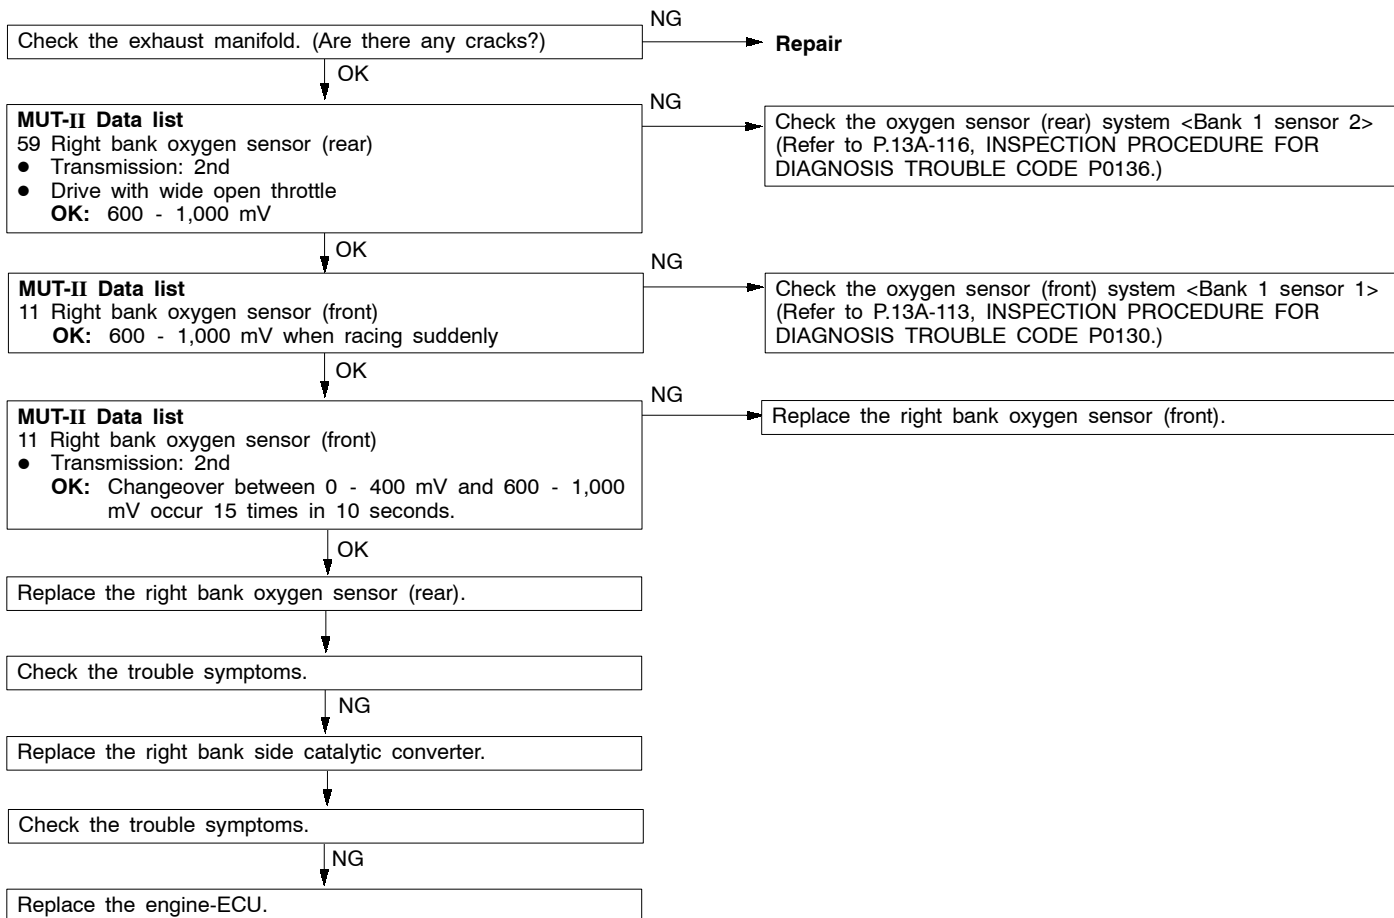 Check the exhaust manifold. (Are there any cracks?)
NG
Repair
OK
MUT-II Data list
59 Right bank oxygen sensor (rear)
● Transmission: 2nd
● Drive with wide open throttle
OK: 600 - 1,000 mV
NG
Check the oxygen sensor (rear) system <Bank 1 sensor 2>
(Refer to P.13A-116, INSPECTION PROCEDURE FOR
DIAGNOSIS TROUBLE CODE P0136.)
OK
MUT-II Data list
11 Right bank oxygen sensor (front)
OK: 600 - 1,000 mV when racing suddenly
NG
Check the oxygen sensor (front) system <Bank 1 sensor 1>
(Refer to P.13A-113, INSPECTION PROCEDURE FOR
DIAGNOSIS TROUBLE CODE P0130.)
OK
MUT-II Data list
11 Right bank oxygen sensor (front)
● Transmission: 2nd
OK: Changeover between 0 - 400 mV and 600 - 1,000
mV occur 15 times in 10 seconds.
NG
Replace the right bank oxygen sensor (front).
OK
Replace the right bank oxygen sensor (rear).
Check the trouble symptoms.
NG
Replace the right bank side catalytic converter.
Check the trouble symptoms.
NG
Replace the engine-ECU.